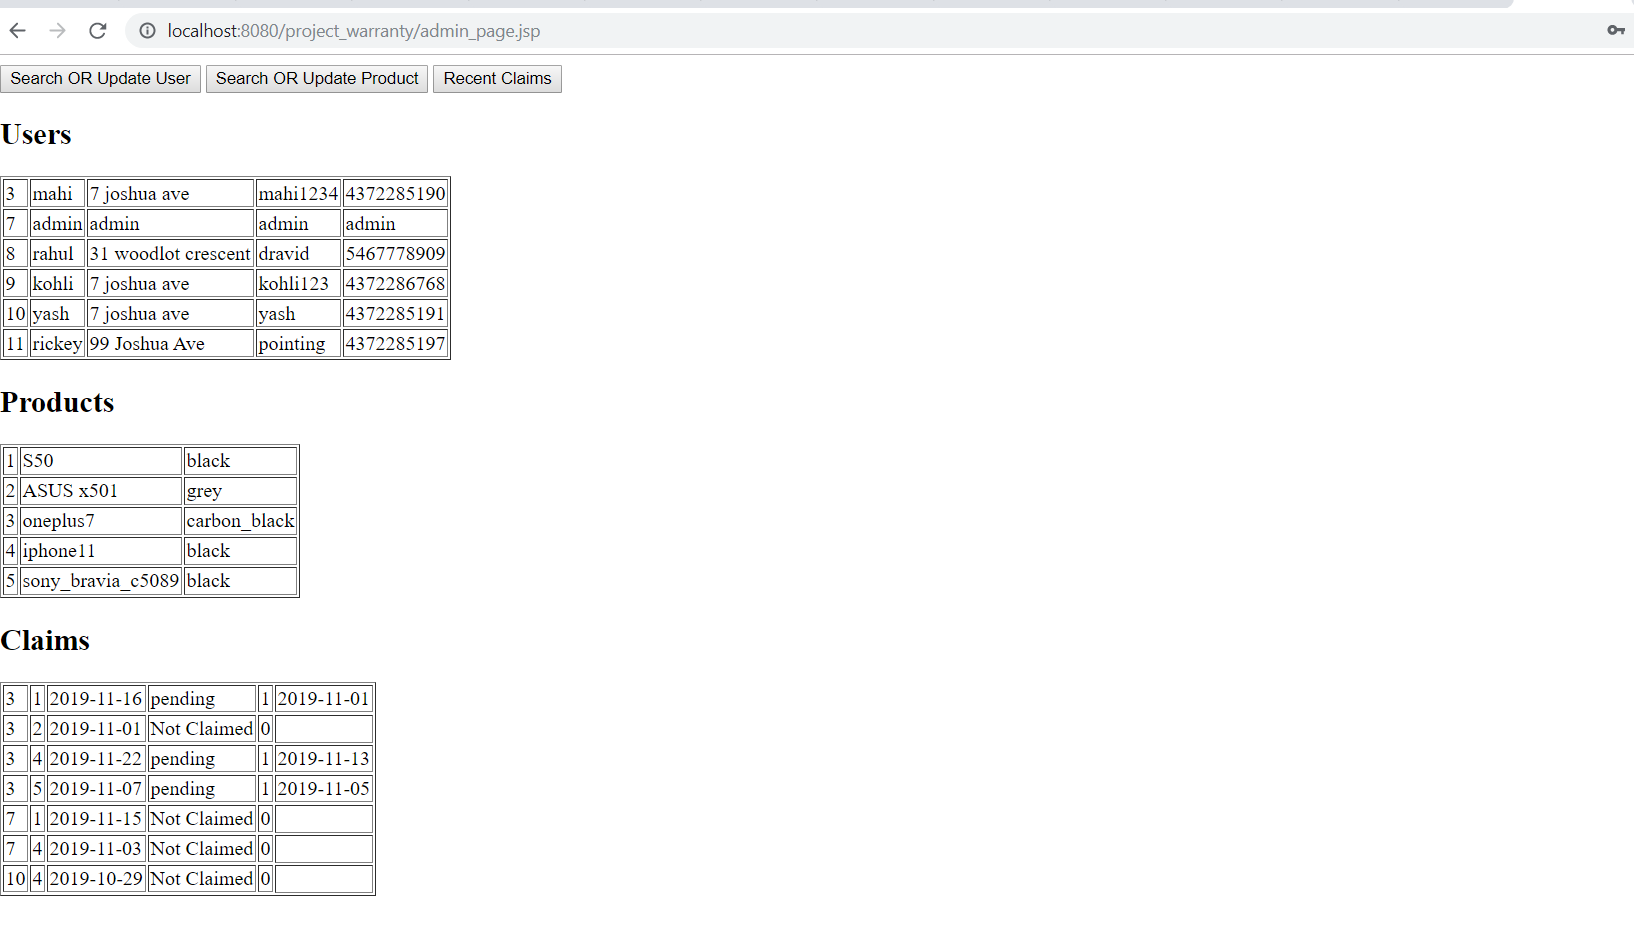 localhost:8080/project_warranty/admin_page.jsp
Search OR Update User Search OR Update Product Recent Claims
Users
3 mahi 7 joshua ave mahi1234 4372285190
7 admin admin admin admin
8 rahul 31 woodlot crescent dravid 5467778909
9 kohli 7 joshua ave kohli123 4372286768
10 yash 7 joshua ave yash 4372285191
11 rickey 99 Joshua Ave pointing 4372285197
Products
1 S50 black
2 ASUS x501 grey
3 oneplus7 carbon_black
4 iphone11 black
5 sony_bravia_c5089 black
Claims
3 1 2019-11-16 pending 1 2019-11-01
3 2 2019-11-01 Not Claimed 0
3 4 2019-11-22 pending 1 2019-11-13
3 5 2019-11-07 pending 1 2019-11-05
7 1 2019-11-15 Not Claimed 0
7 4 2019-11-03 Not Claimed 0
10 4 2019-10-29 Not Claimed 0